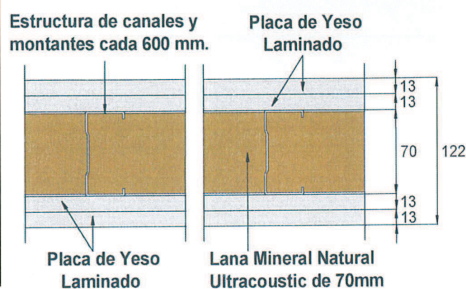 Estructura de canales y
montantes cada 600 mm.
Placa de Yeso
Laminado
13
13
70
122
13
13
Placa de Yeso
Laminado
Lana Mineral Natural
Ultracoustic de 70mm